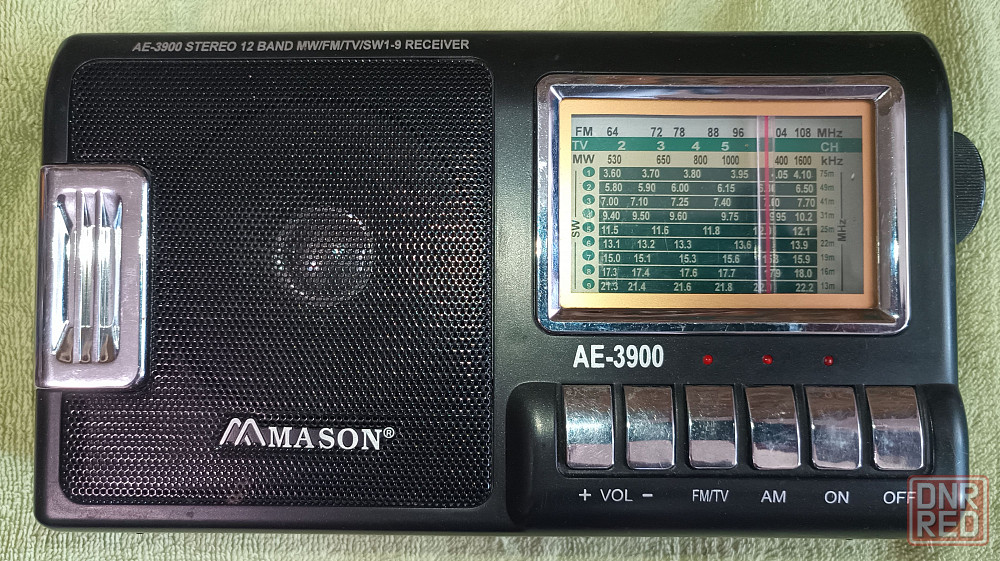 AE-3900 STEREO 12 BAND MW/FM/TV/SW1-9 RECEIVER
FM 64 72 78 88 96 04 108 MHz
TV 2 3 4 5 CH
MW 530 650 800 1000 400 1600 kHz
1 3.60 3.70 3.80 3.95 .05 4.10 75m
2 5.80 5.90 6.00 6.15 6.50 49m
3 7.00 7.10 7.25 7.40 7.70 41m
9.40 9.50 9.60 9.75 9.95 10.2 31m
11.5 11.6 11.8 12.1 25m
13.1 13.2 13.3 13.6 13.9 22m
15.0 15.1 15.3 15.6 15.9 19m
17.3 17.4 17.6 17.7 18.0 16m
21.3 21.4 21.6 21.8 22.2 13m
SW
MHz
AE-3900
MASON®
+ VOL - FM/TV AM ON OFF
DNR
RED